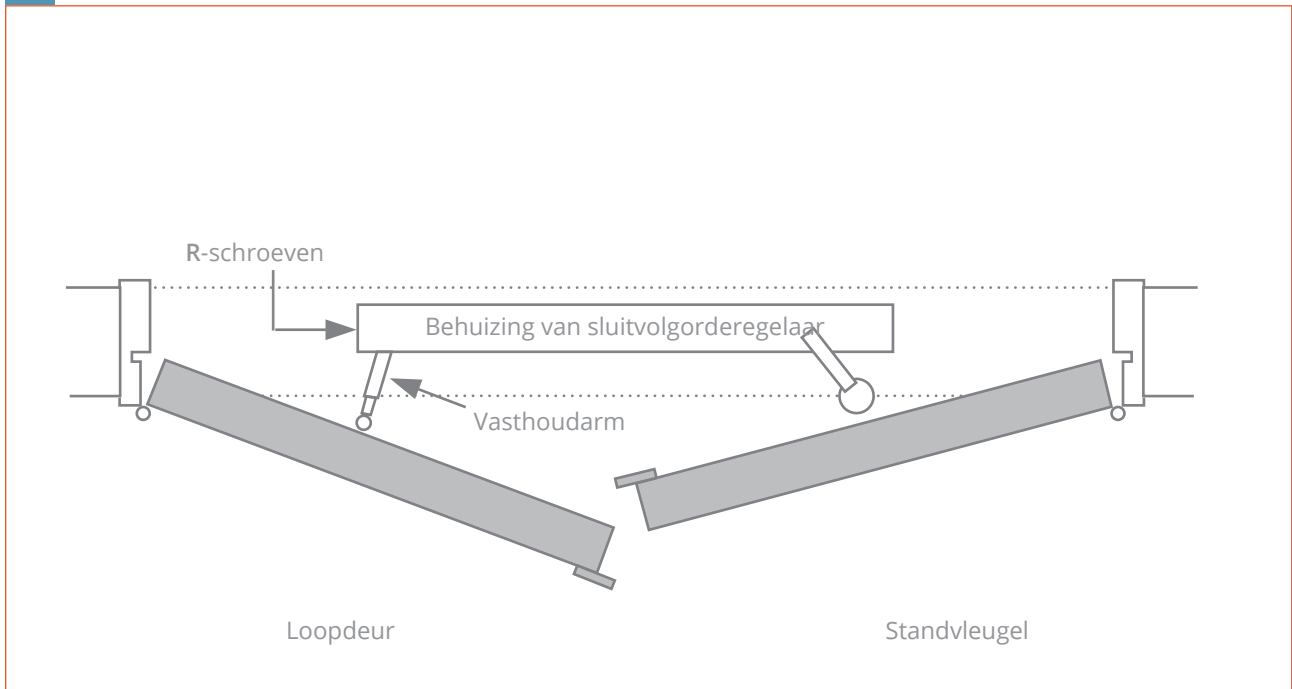 R-schroeven
Behuizing van sluitvolgorderegelaar
Vasthoudarm
Loopdeur
Standvleugel